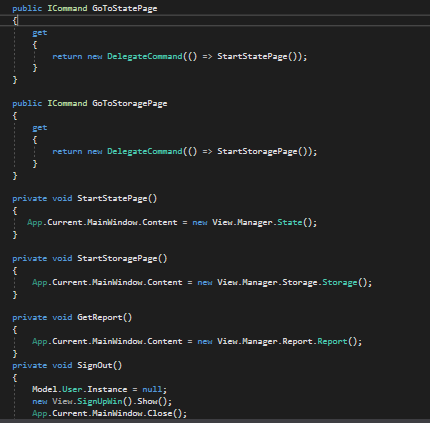 public ICommand GoToStatePage
{
get
{
return new DelegateCommand(() => StartStatePage());
}
}
public ICommand GoToStoragePage
{
get
{
return new DelegateCommand(() => StartStoragePage());
}
}
private void StartStatePage()
{
App.Current.MainWindow.Content = new View.Manager.State();
}
private void StartStoragePage()
{
App.Current.MainWindow.Content = new View.Manager.Storage.Storage();
}
private void GetReport()
{
App.Current.MainWindow.Content = new View.Manager.Report.Report();
}
private void SignOut()
{
Model.User.Instance = null;
new View.SignUpWin().Show();
App.Current.MainWindow.Close();